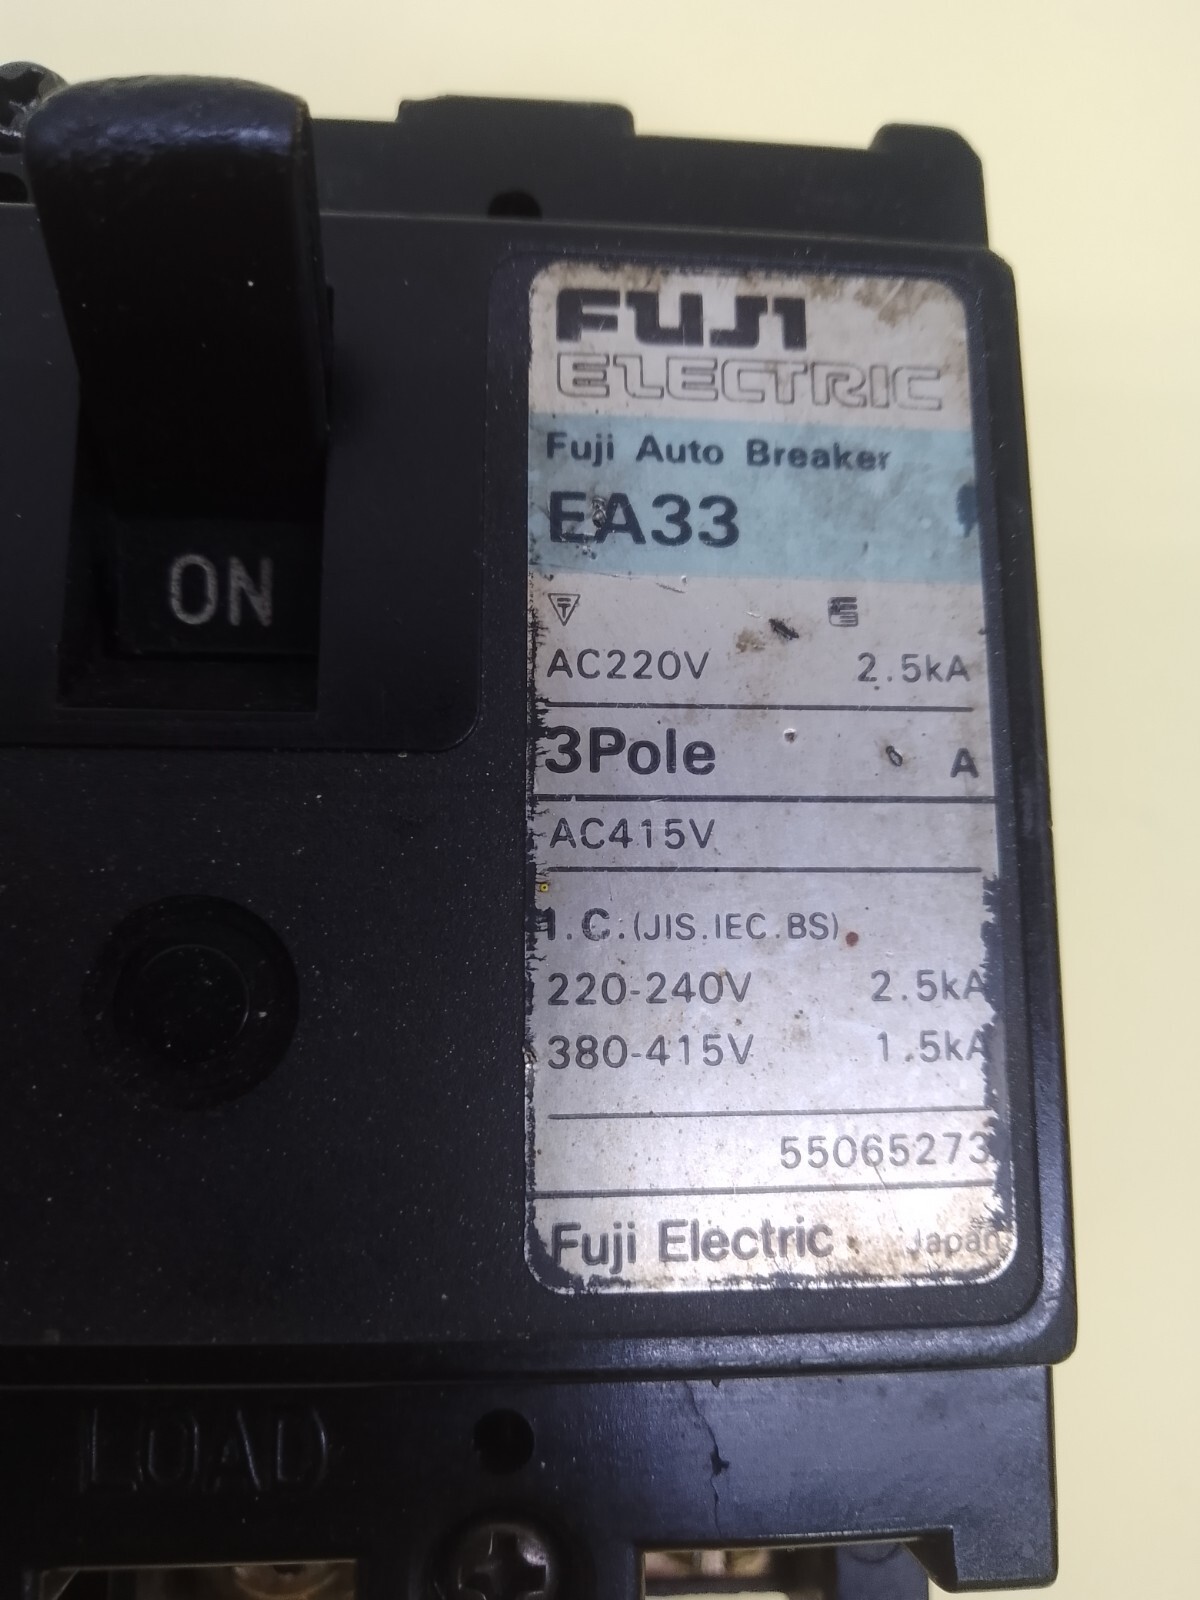 FUJI
ELECTRIC
Fuji Auto Breaker
EA33
ON
AC220V 2.5kA
3Pole A
AC415V
I.C.(JIS.IEC.BS)
220-240V 2.5kA
380-415V 1.5kA
55065273
Fuji Electric Japan
LOAD